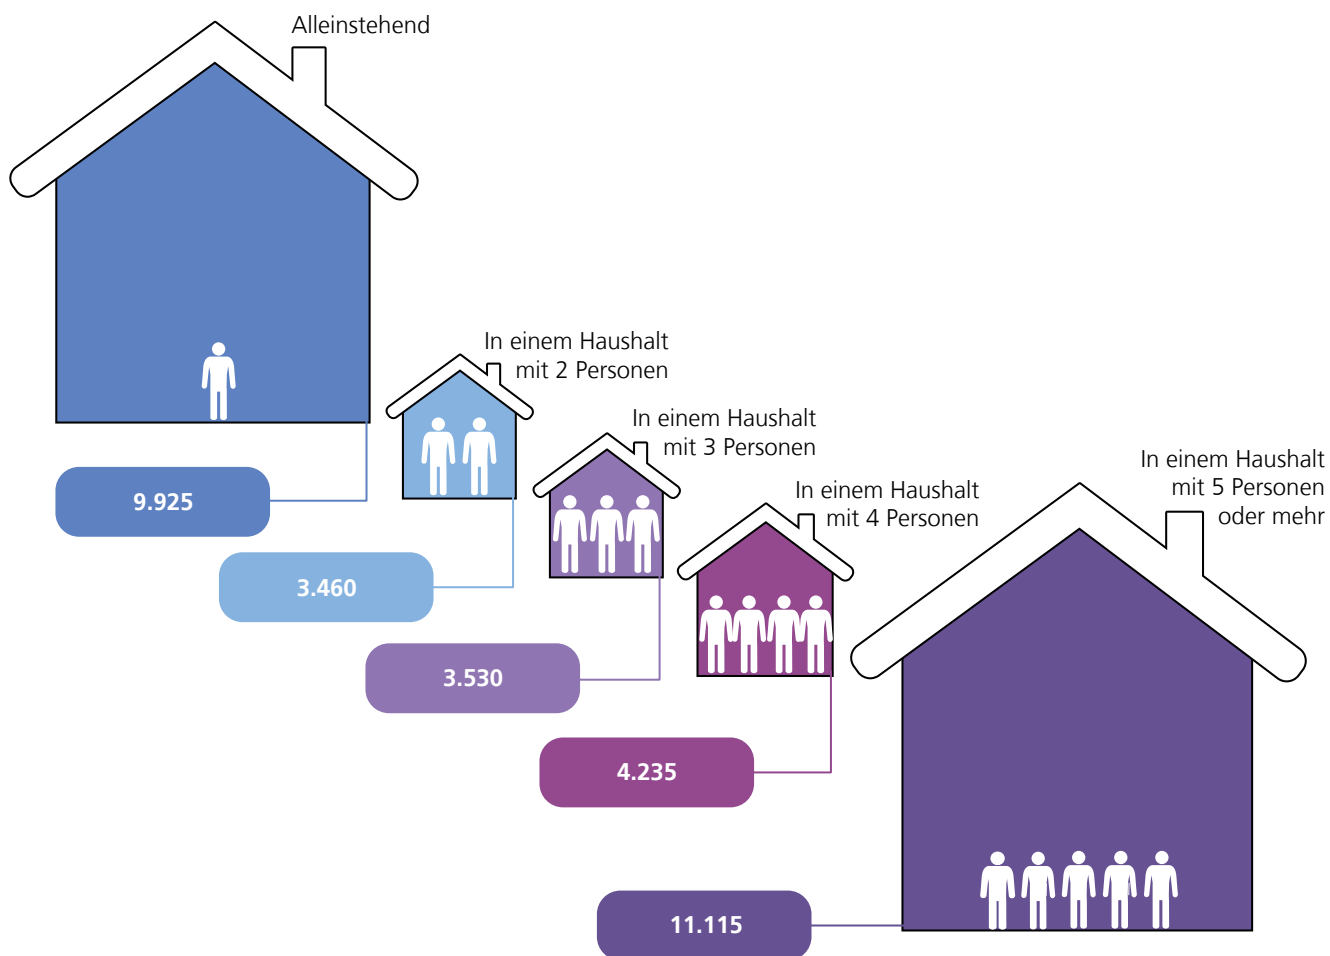 Alleinstehend
9.925
In einem Haushalt
mit 2 Personen
3.460
In einem Haushalt
mit 3 Personen
3.530
In einem Haushalt
mit 4 Personen
4.235
In einem Haushalt
mit 5 Personen
oder mehr
11.115